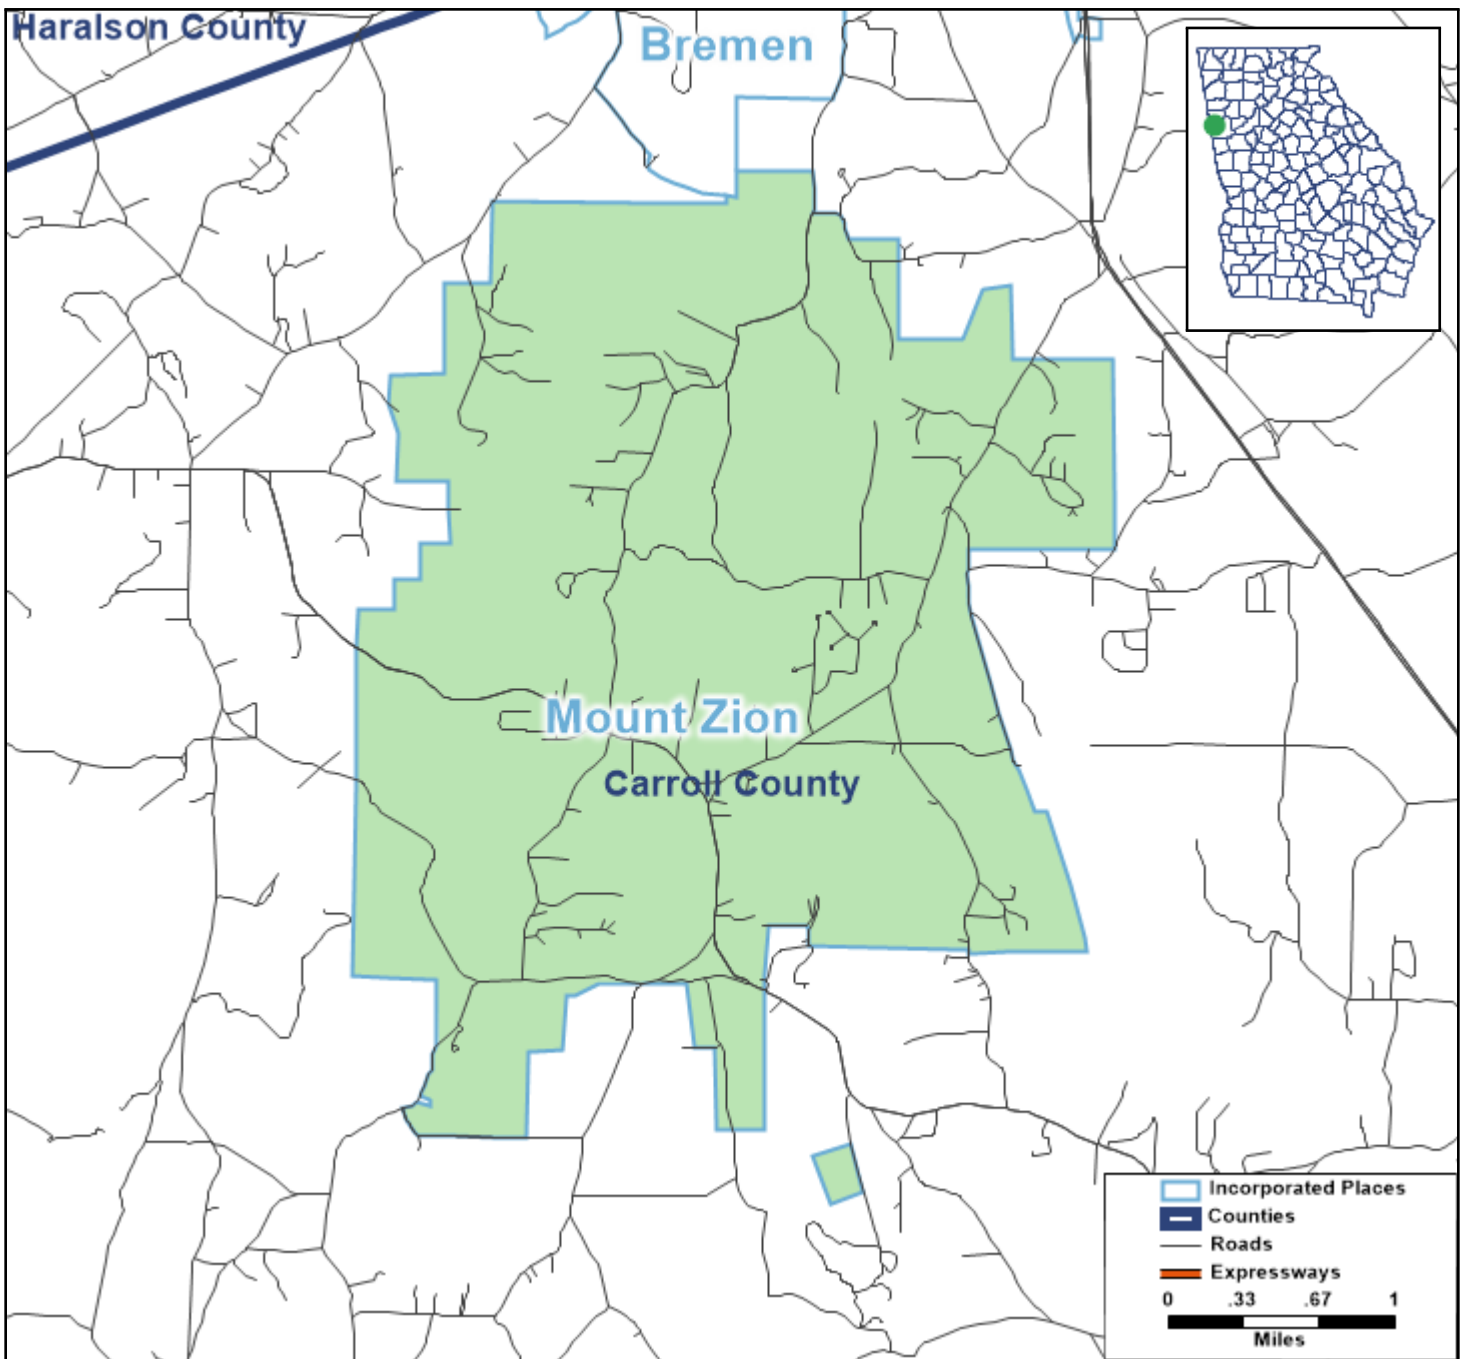 Haralson County
Bremen
Mount Zion
Carroll County
Incorporated Places
Counties
Roads
Expressways
0 .33 .67 1
Miles